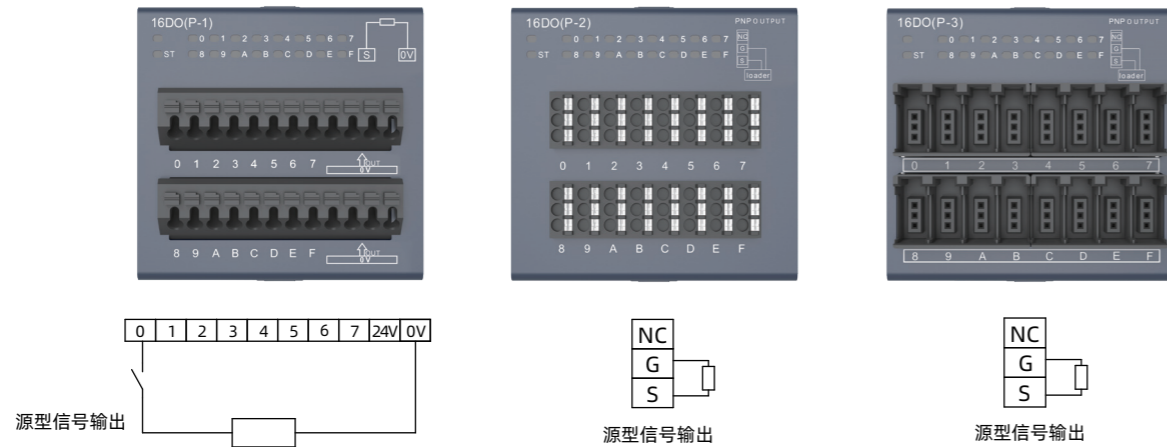 16DO(P-1)
0 1 2 3 4 5 6 7
ST 8 9 A B C D E F
S 0V
0 1 2 3 4 5 6 7
OUT
0V
8 9 A B C D E F
OUT
0V
0 1 2 3 4 5 6 7 24V 0V
源型信号输出
16DO(P-2) PNP OUTPUT
0 1 2 3 4 5 6 7
ST 8 9 A B C D E F
NC
G
S
loader
0 1 2 3 4 5 6 7
8 9 A B C D E F
NC
G
S
源型信号输出
16DO(P-3) PNP OUTPUT
0 1 2 3 4 5 6 7
ST 8 9 A B C D E F
NC
G
S
loader
0 1 2 3 4 5 6 7
8 9 A B C D E F
NC
G
S
源型信号输出